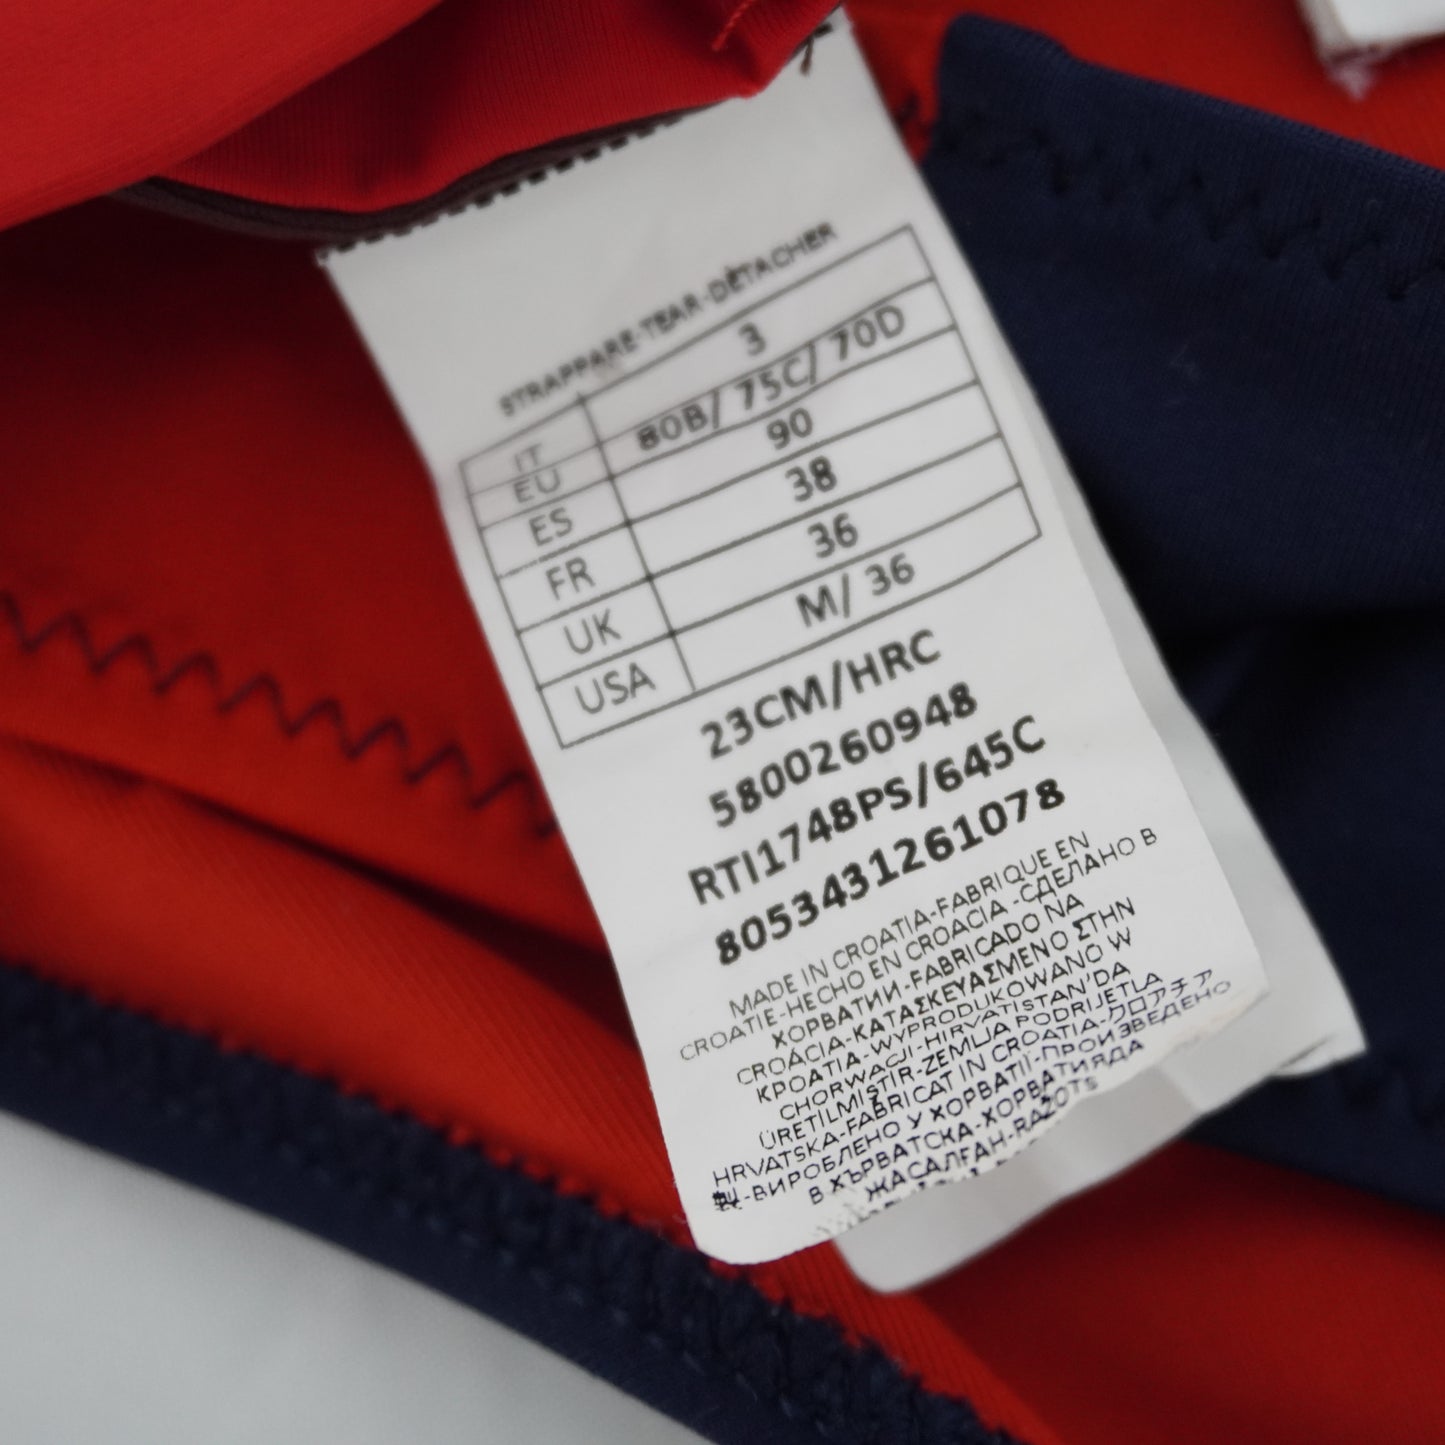 STRAPPARE-TEAR-DÉTACHER
IT 3
EU 80B/ 75C/ 70D
ES 90
FR 38
UK 36
USA M/ 36
23CM/HRC
5800260948
RTI1748PS/645C
8053431261078
MADE IN CROATIA-FABRIQUE EN
CROATIE-HECHO EN CROACIA -СДЕЛАНО В
ХОРВАТИИ-FABRICADO NA
CROÁCIA-ΚΑΤΑΣΚΕΥΑΣΜΕΝΟ ΣΤΗΝ
ΚΡΟΑΤΙΑ-WYPRODUKOWANO W
CHORWACJI-HIRVATISTAN'DA
ÜRETILMIŞTIR-ZEMLJA PODRIJETLA
HRVATSKA-FABRICAT IN CROATIA-クロアチア
製-ВИРОБЛЕНО У ХОРВАТІЇ-ПРОИЗВЕДЕНО
В ХЪРВАТСКА-ХОРВАТИЯДА
ЖАСАЛҒАН-RAZOTS